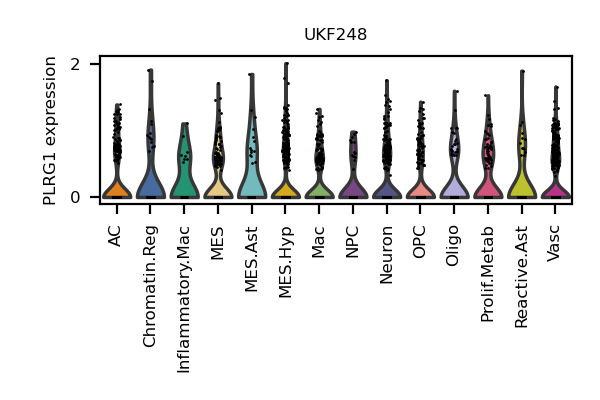 UKF248
PLRG1 expression
2
0
AC
Chromatin.Reg
Inflammatory.Mac
MES
MES.Ast
MES.Hyp
Mac
NPC
Neuron
OPC
Oligo
Prolif.Metab
Reactive.Ast
Vasc